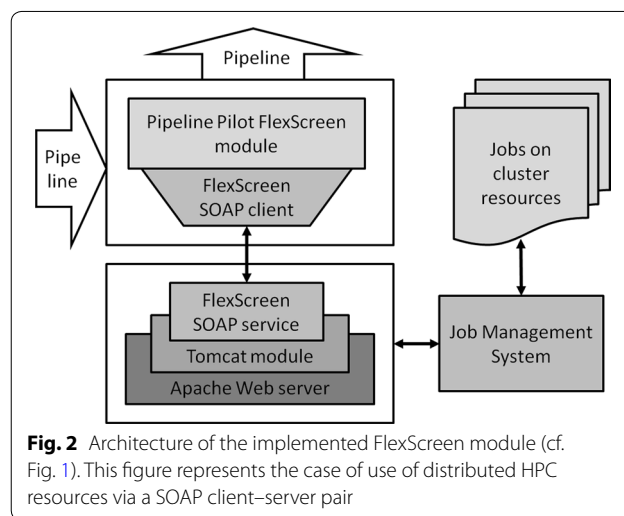 Pipeline
Pipe
line
Pipeline Pilot FlexScreen
module
FlexScreen
SOAP client
Jobs on
cluster
resources
FlexScreen
SOAP service
Tomcat module
Apache Web server
Job Management
System
Fig. 2 Architecture of the implemented FlexScreen module (cf.
Fig. 1). This figure represents the case of use of distributed HPC
resources via a SOAP client–server pair